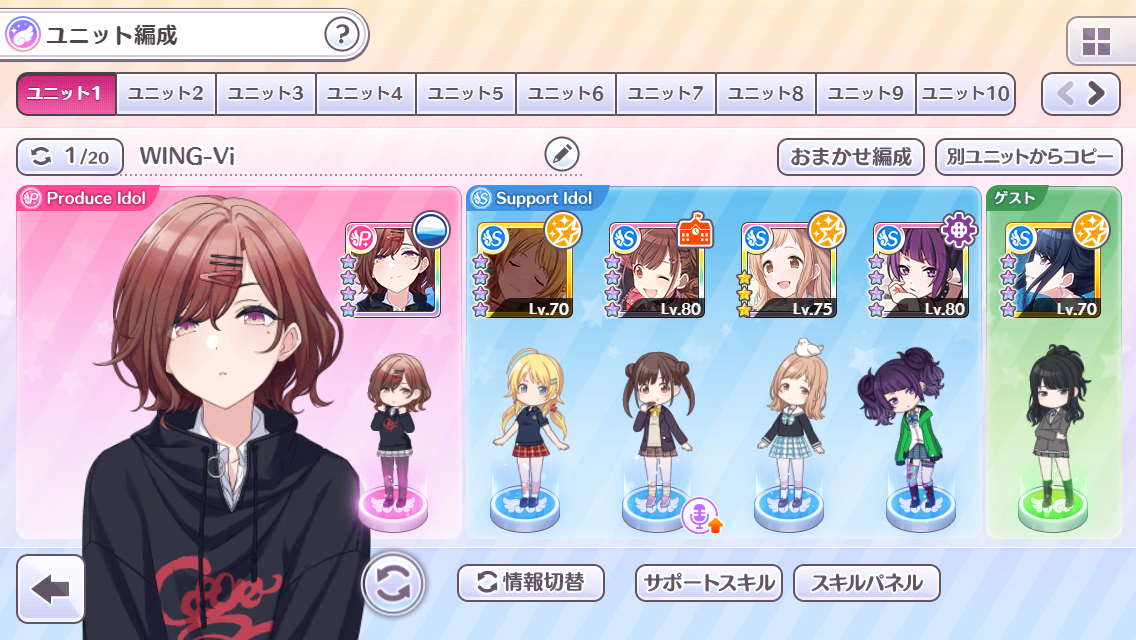 ユニット編成
?
ユニット1
ユニット2
ユニット3
ユニット4
ユニット5
ユニット6
ユニット7
ユニット8
ユニット9
ユニット10
1/20
WING-Vi
おまかせ編成
別ユニットからコピー
P Produce Idol
S Support Idol
ゲスト
P
S
S
S
S
S
Lv.70
Lv.80
Lv.75
Lv.80
Lv.70
情報切替
サポートスキル
スキルパネル